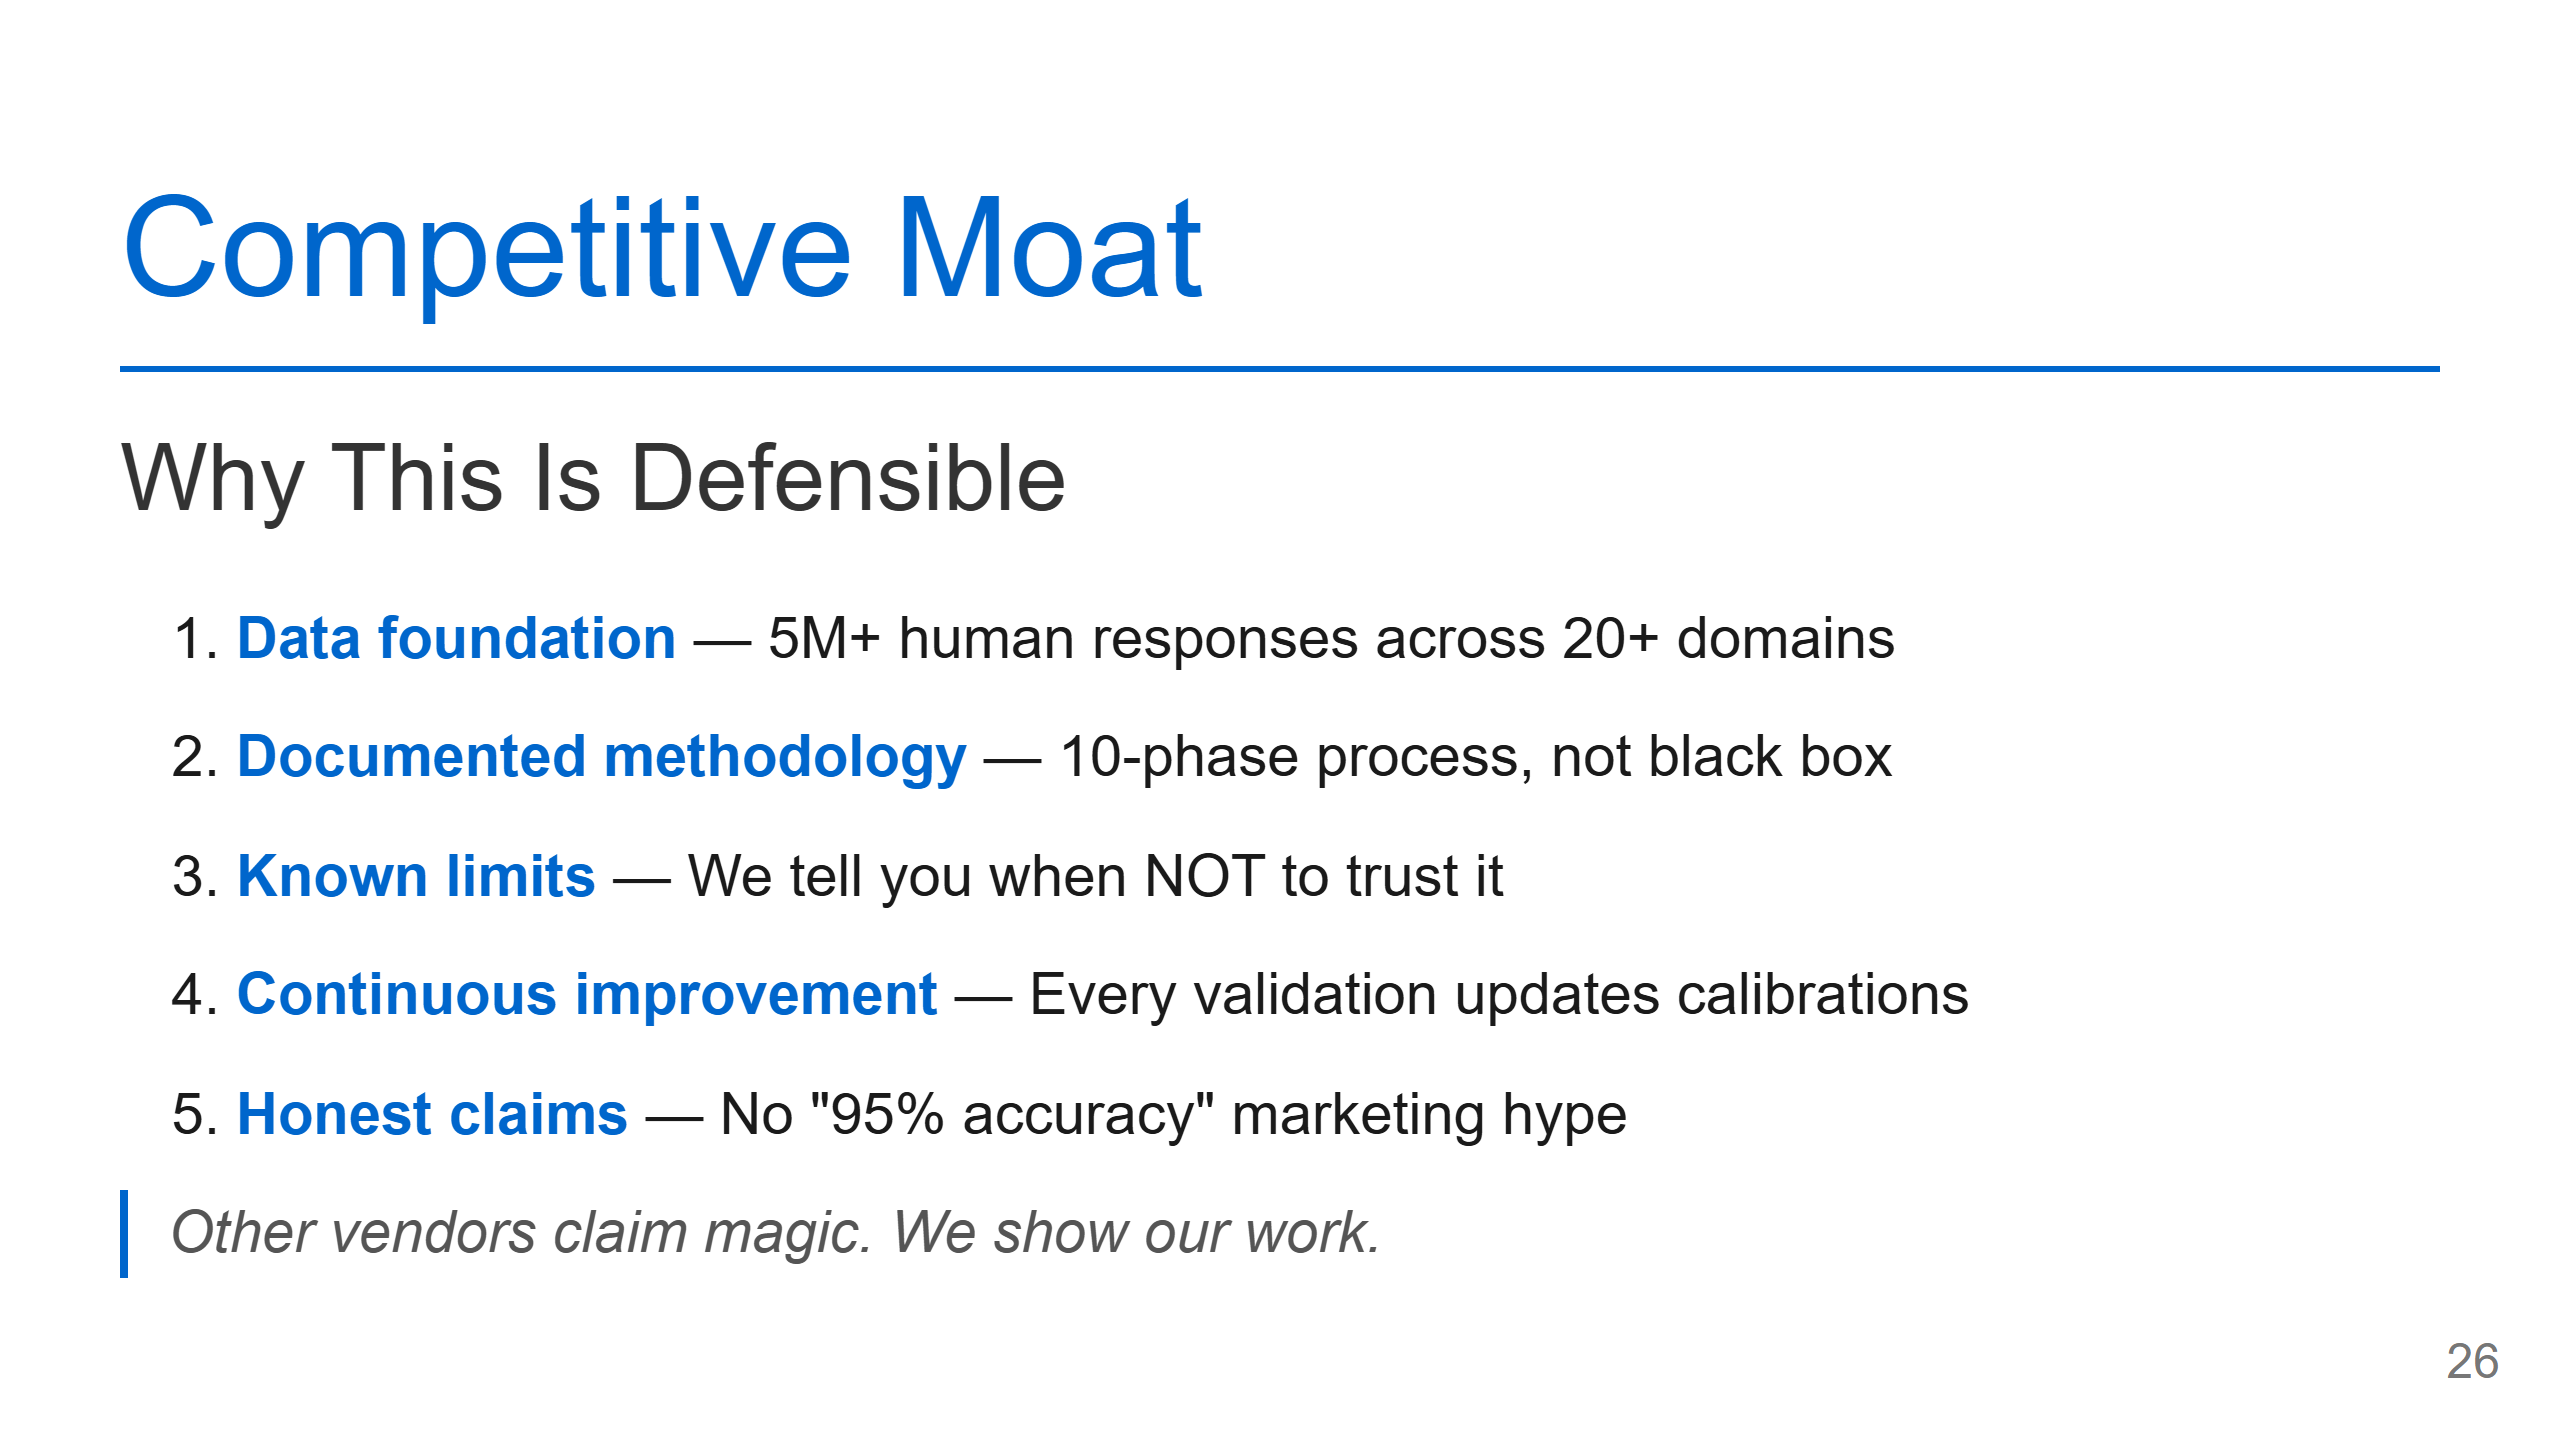 Competitive Moat
Why This Is Defensible
1. Data foundation — 5M+ human responses across 20+ domains
2. Documented methodology — 10-phase process, not black box
3. Known limits — We tell you when NOT to trust it
4. Continuous improvement — Every validation updates calibrations
5. Honest claims — No "95% accuracy" marketing hype
Other vendors claim magic. We show our work.
26